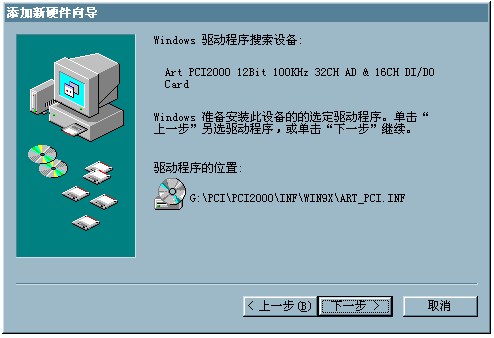 添加新硬件向导
Windows 驱动程序搜索设备:
Art PCI2000 12Bit 100KHz 32CH AD & 16CH DI/DO
Card
Windows 准备安装此设备的的选定驱动程序。单击“
上一步”另选驱动程序，或单击“下一步”继续。
驱动程序的位置:
G:\PCI\PCI2000\INF\WIN9X\ART_PCI.INF
< 上一步(B) 下一步 > 取消